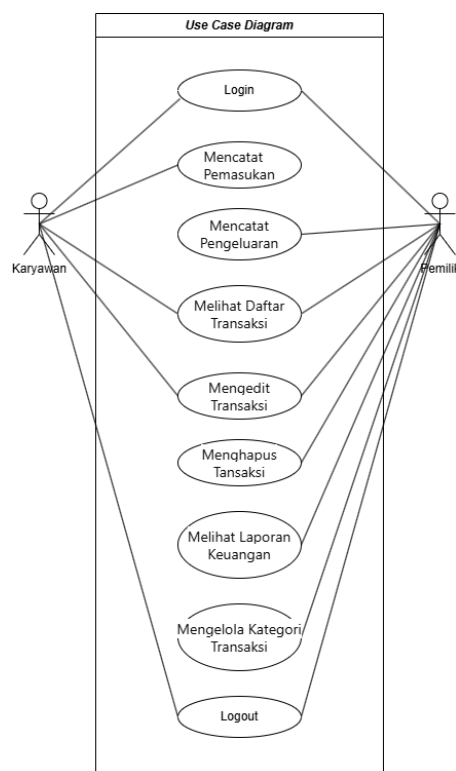 Use Case Diagram
Login
Mencatat
Pemasukan
Mencatat
Pengeluaran
Karyawan
Pemilik
Melihat Daftar
Transaksi
Mengedit
Transaksi
Menghapus
Tansaksi
Melihat Laporan
Keuangan
Mengelola Kategori
Transaksi
Logout